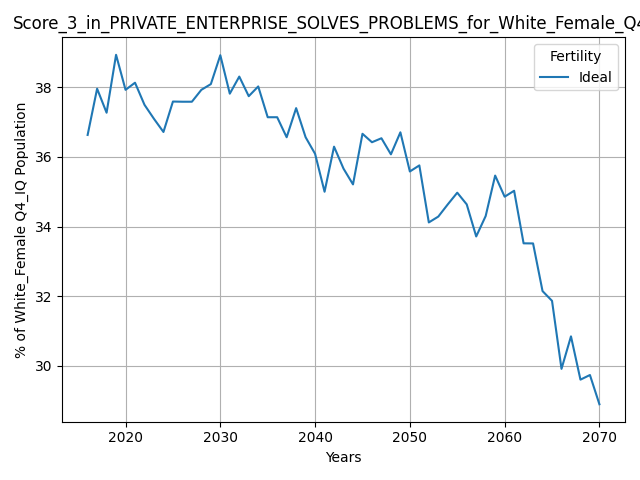 Score_3_in_PRIVATE_ENTERPRISE_SOLVES_PROBLEMS_for_White_Female_Q4
Fertility
Ideal
% of White_Female Q4_IQ Population
38
36
34
32
30
2020
2030
2040
2050
2060
2070
Years